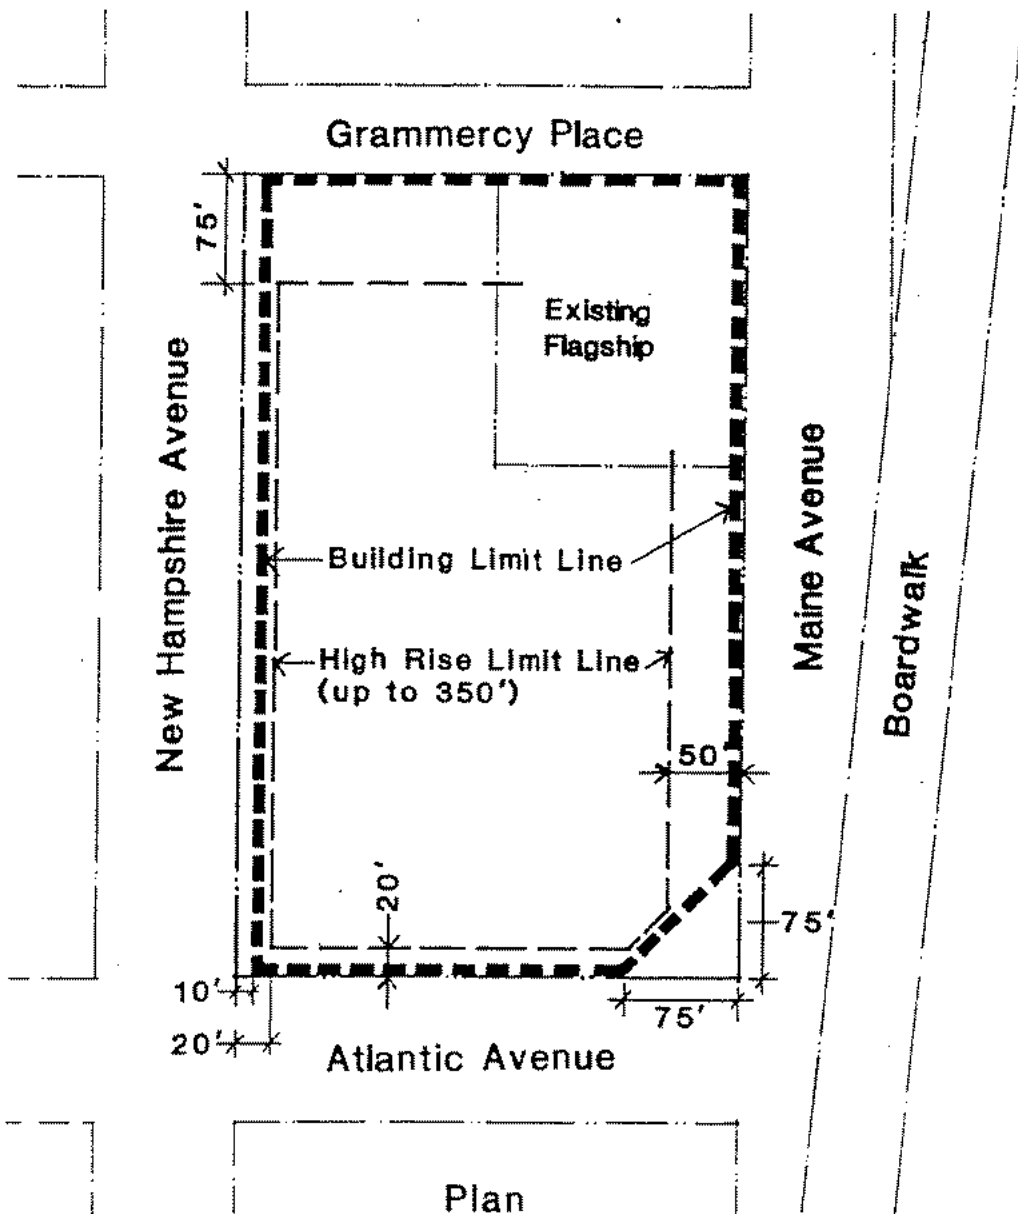 Grammercy Place
75'
Existing
Flagship
New Hampshire Avenue
Maine Avenue
Boardwalk
Building Limit Line
High Rise Limit Line
(up to 350')
50'
20'
75'
10'
75'
20'
Atlantic Avenue
Plan